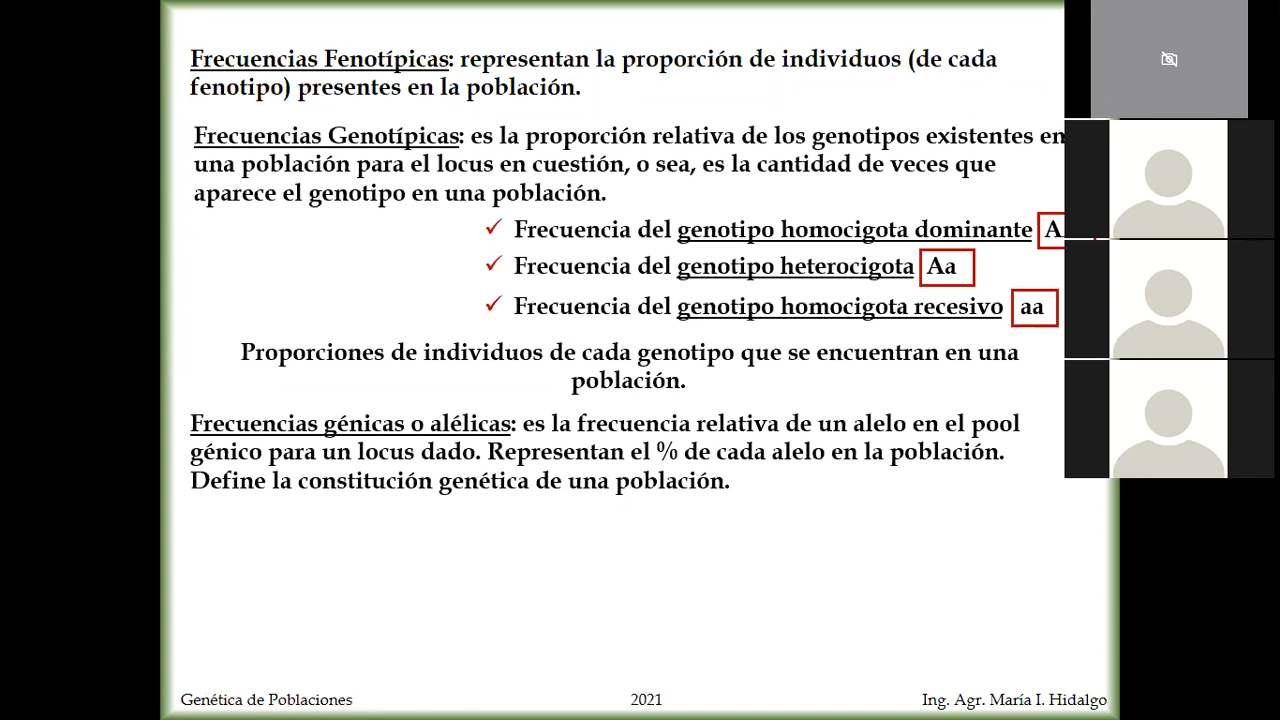 Frecuencias Fenotípicas: representan la proporción de individuos (de cada
fenotipo) presentes en la población.
Frecuencias Genotípicas: es la proporción relativa de los genotipos existentes en
una población para el locus en cuestión, o sea, es la cantidad de veces que
aparece el genotipo en una población.
✓ Frecuencia del genotipo homocigota dominante A
✓ Frecuencia del genotipo heterocigota Aa
✓ Frecuencia del genotipo homocigota recesivo aa
Proporciones de individuos de cada genotipo que se encuentran en una
población.
Frecuencias génicas o alélicas: es la frecuencia relativa de un alelo en el pool
génico para un locus dado. Representan el % de cada alelo en la población.
Define la constitución genética de una población.
Genética de Poblaciones 2021 Ing. Agr. María I. Hidalgo